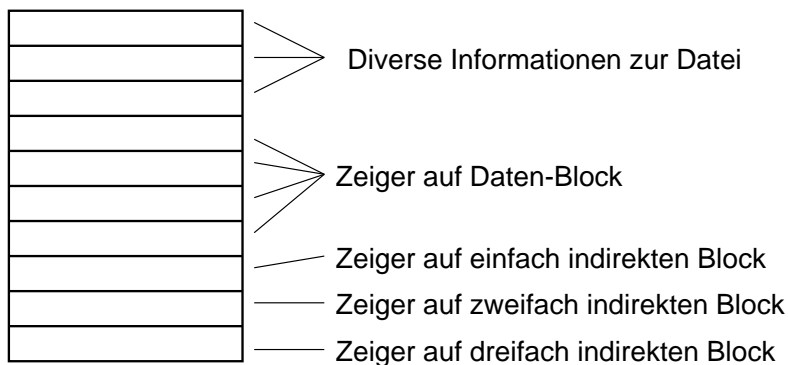 Diverse Informationen zur Datei
Zeiger auf Daten-Block
Zeiger auf einfach indirekten Block
Zeiger auf zweifach indirekten Block
Zeiger auf dreifach indirekten Block